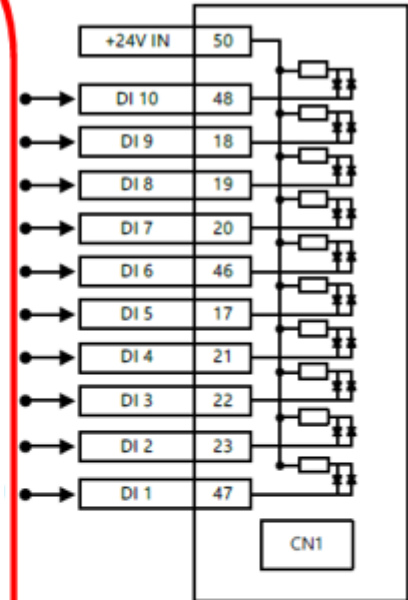 +24V IN 50
DI 10 48
DI 9 18
DI 8 19
DI 7 20
DI 6 46
DI 5 17
DI 4 21
DI 3 22
DI 2 23
DI 1 47
CN1